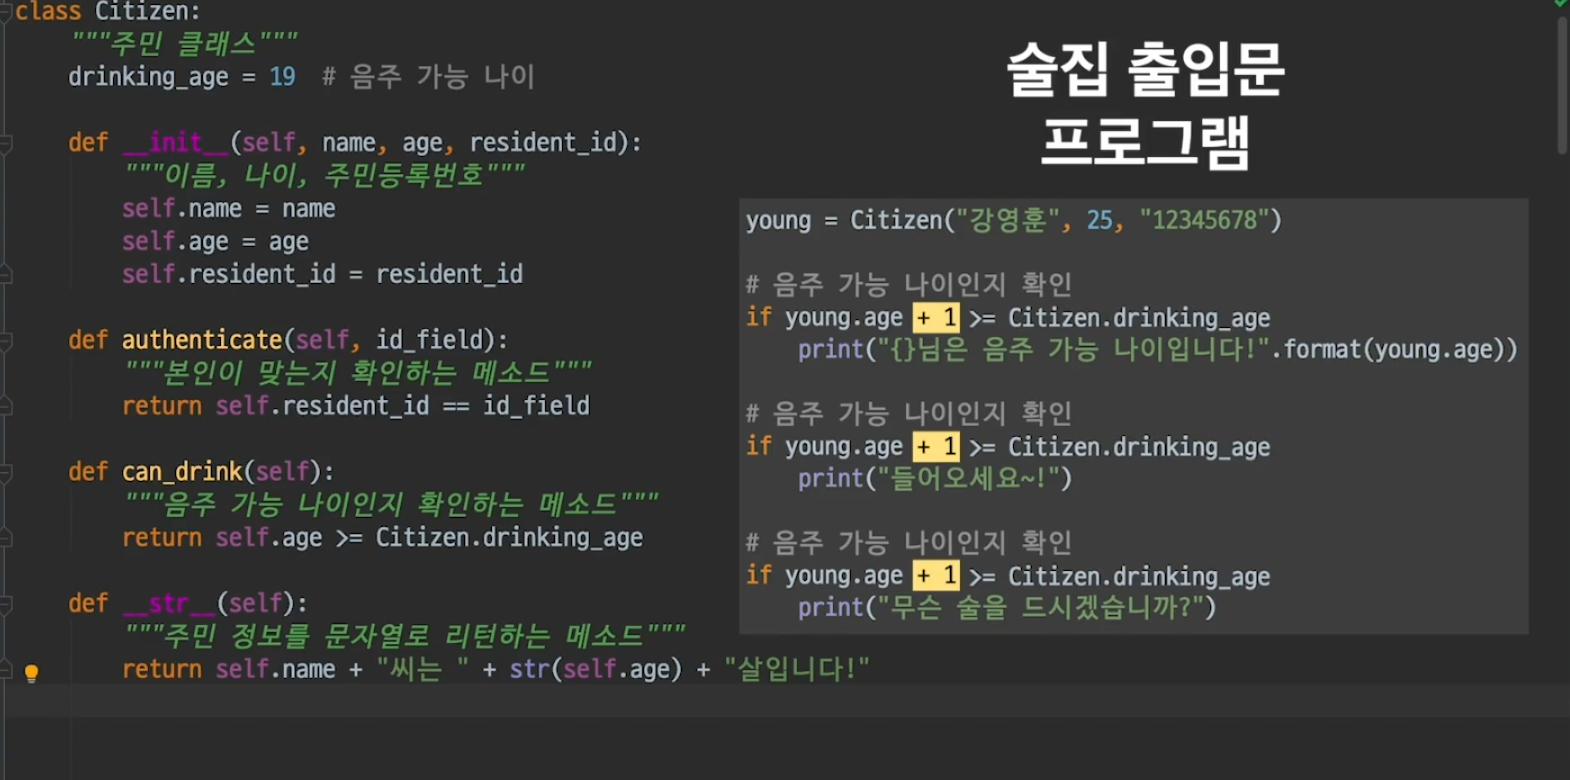 class Citizen:
    """주민 클래스"""
    drinking_age = 19  # 음주 가능 나이

    def __init__(self, name, age, resident_id):
        """이름, 나이, 주민등록번호"""
        self.name = name
        self.age = age
        self.resident_id = resident_id

    def authenticate(self, id_field):
        """본인이 맞는지 확인하는 메소드"""
        return self.resident_id == id_field

    def can_drink(self):
        """음주 가능 나이인지 확인하는 메소드"""
        return self.age >= Citizen.drinking_age

    def __str__(self):
        """주민 정보를 문자열로 리턴하는 메소드"""
        return self.name + "씨는 " + str(self.age) + "살입니다!"

술집 출입문
프로그램

young = Citizen("강영훈", 25, "12345678")

# 음주 가능 나이인지 확인
if young.age + 1 >= Citizen.drinking_age
    print("{}님은 음주 가능 나이입니다!".format(young.age))

# 음주 가능 나이인지 확인
if young.age + 1 >= Citizen.drinking_age
    print("들어오세요~!")

# 음주 가능 나이인지 확인
if young.age + 1 >= Citizen.drinking_age
    print("무슨 술을 드시겠습니까?")